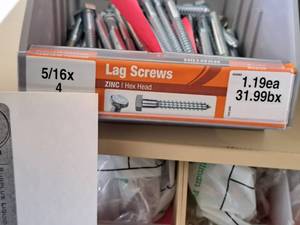 5/16x
4
Lag Screws
ZINC | Hex Head
1.19ea
31.99bx